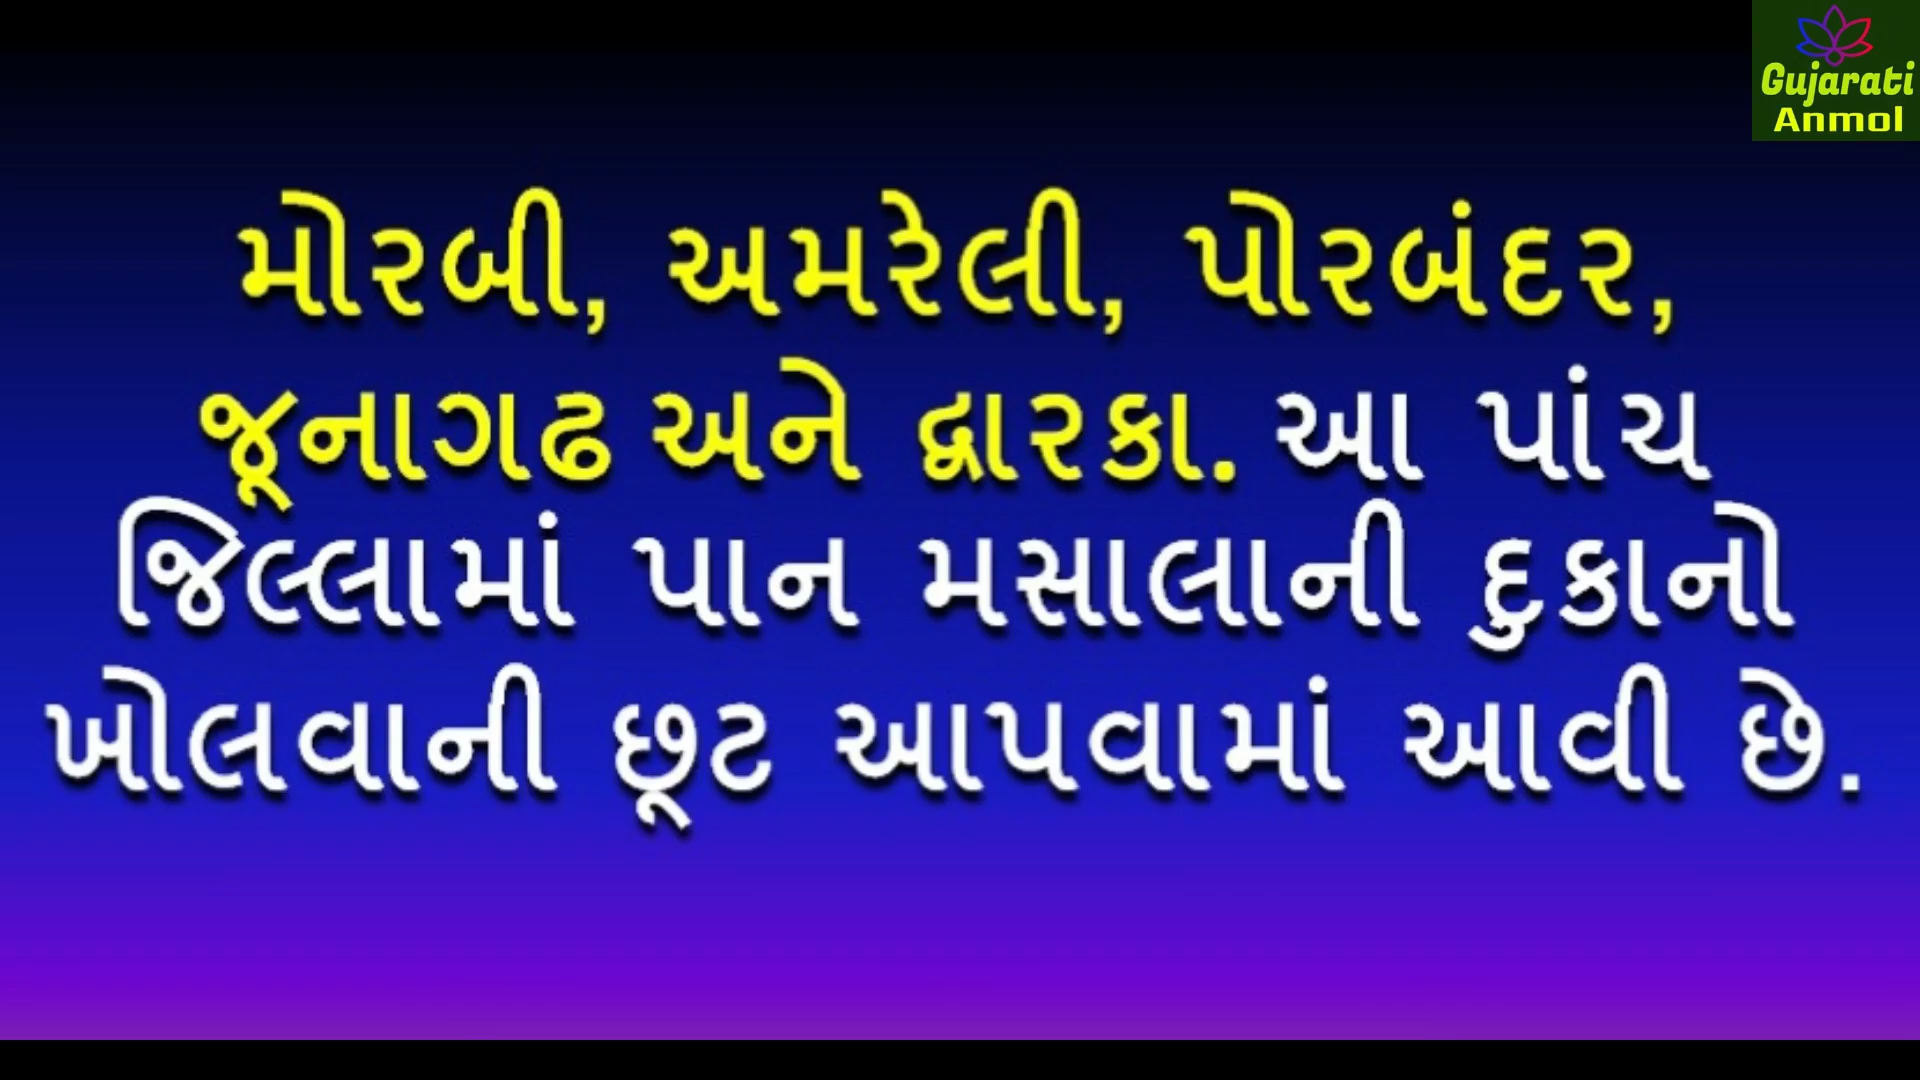 Gujarati
Anmol
મોરબી, અમરેલી, પોરબંદર,
જૂનાગઢ અને દ્વારકા. આ પાંચ
જિલ્લામાં પાન મસાલાની દુકાનો
ખોલવાની છૂટ આપવામાં આવી છે.